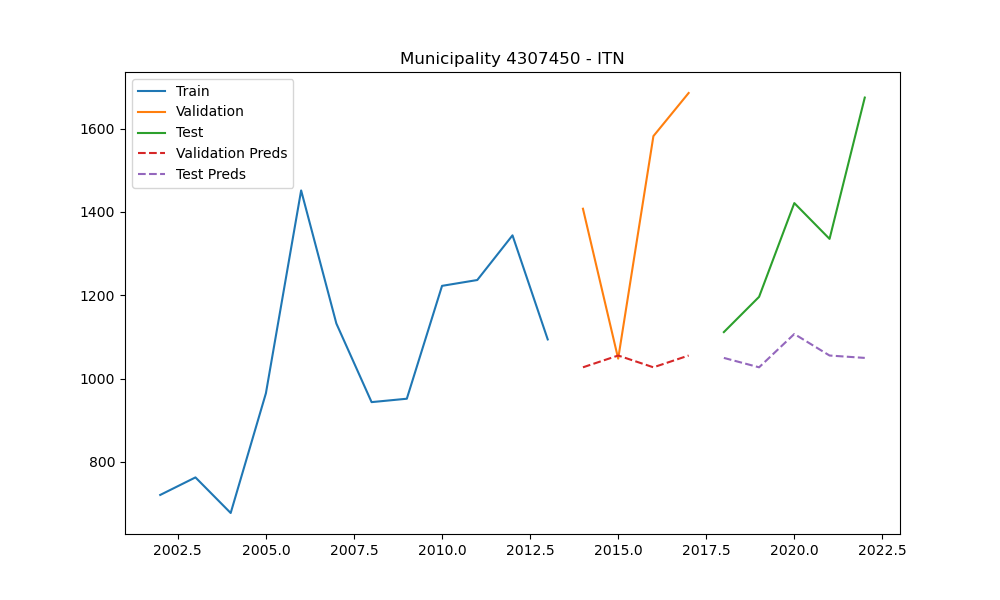 Municipality 4307450 - ITN
Train
Validation
Test
Validation Preds
Test Preds
1600
1400
1200
1000
800
2002.5 2005.0 2007.5 2010.0 2012.5 2015.0 2017.5 2020.0 2022.5